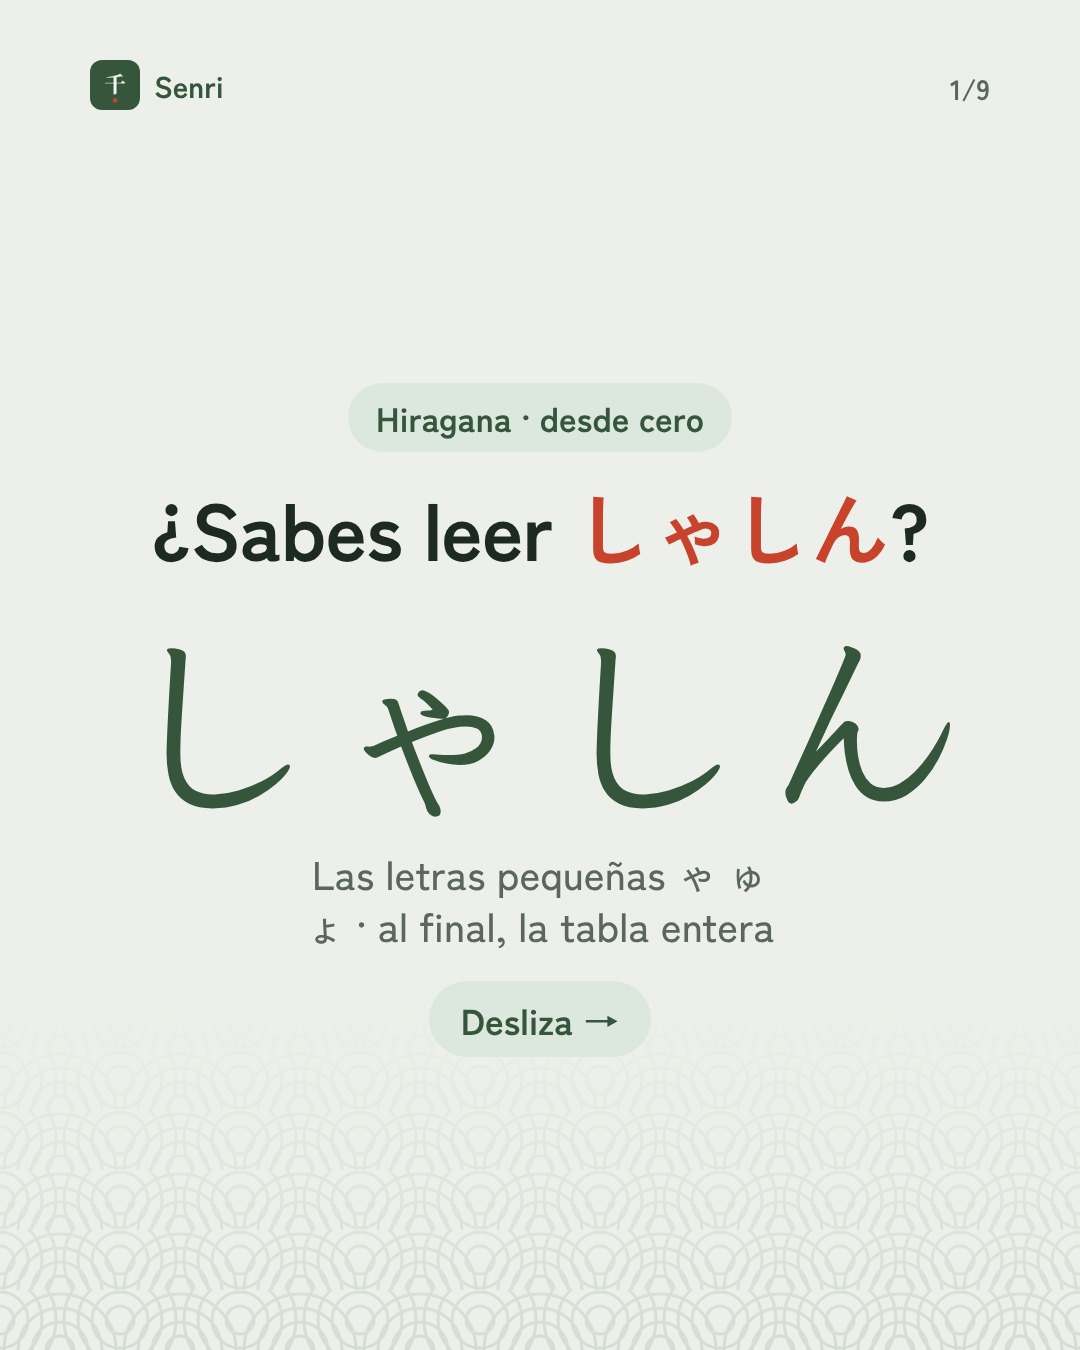 千 Senri
1/9
Hiragana · desde cero
¿Sabes leer しゃしん?
しゃしん
Las letras pequeñas ゃ ゅ
ょ · al final, la tabla entera
Desliza →